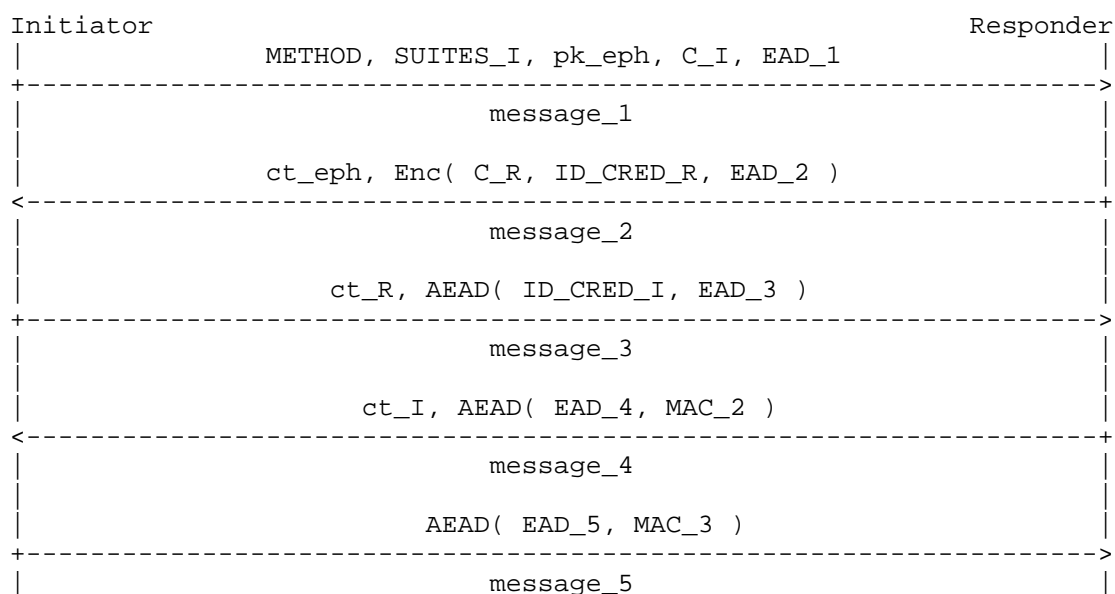 Initiator Responder
| METHOD, SUITES_I, pk_eph, C_I, EAD_1 |
+------------------------------------------------------------------>
| message_1 |
| |
| ct_eph, Enc( C_R, ID_CRED_R, EAD_2 ) |
<------------------------------------------------------------------+
| message_2 |
| |
| ct_R, AEAD( ID_CRED_I, EAD_3 ) |
+------------------------------------------------------------------>
| message_3 |
| |
| ct_I, AEAD( EAD_4, MAC_2 ) |
<------------------------------------------------------------------+
| message_4 |
| |
| AEAD( EAD_5, MAC_3 ) |
+------------------------------------------------------------------>
| message_5 |